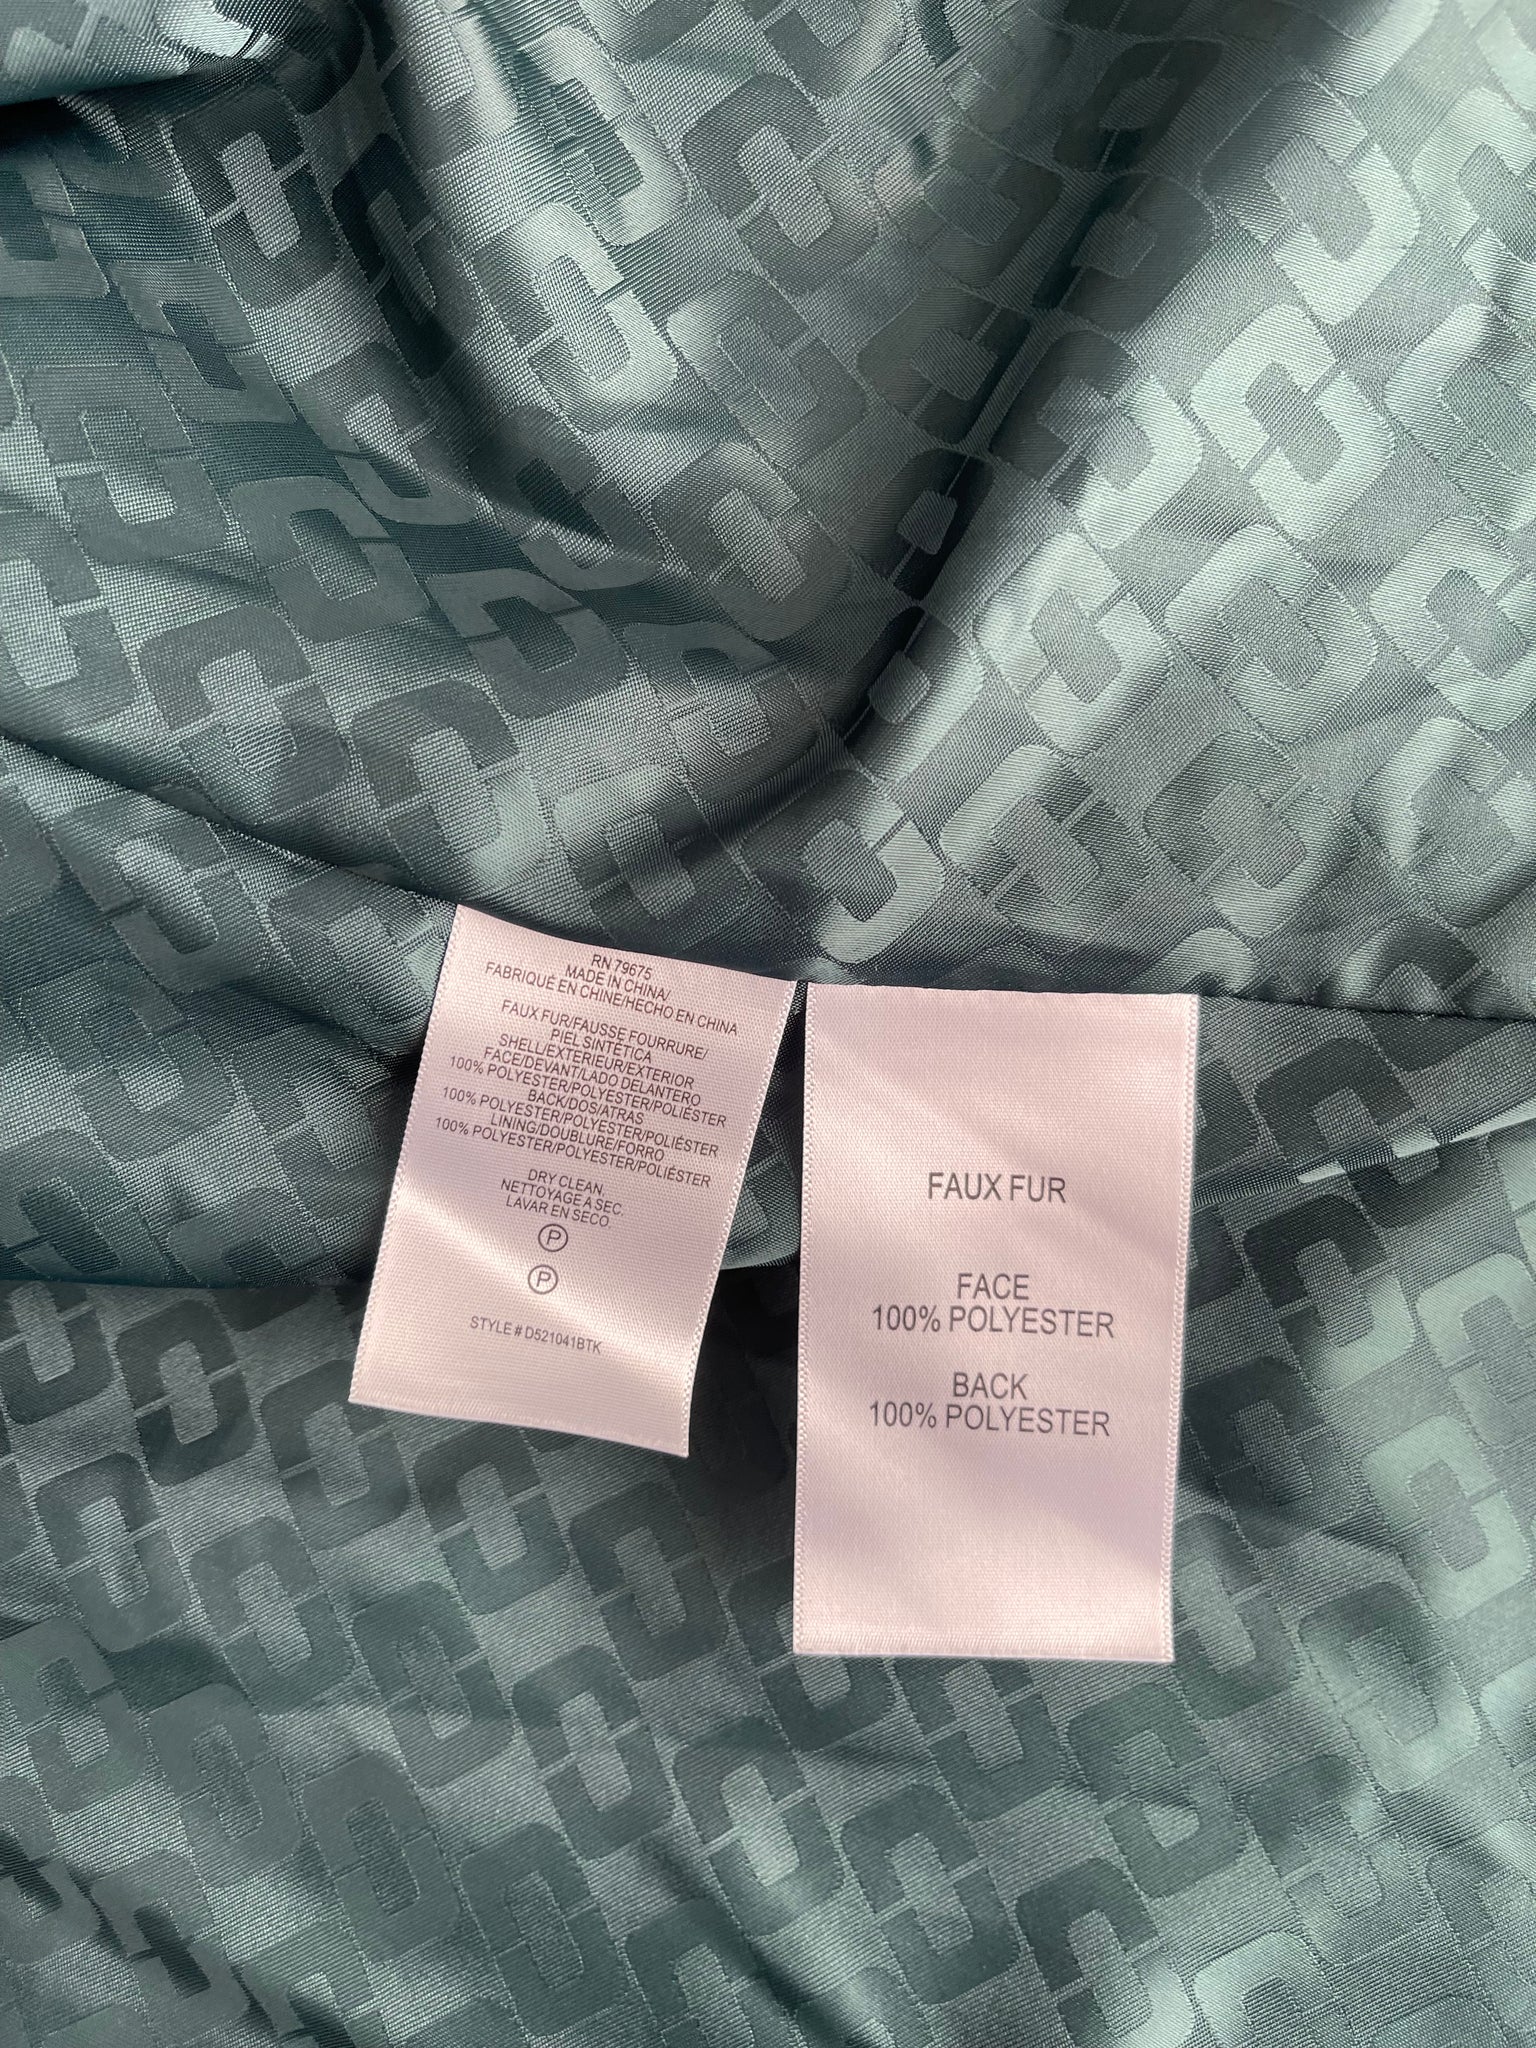 RN 79675
MADE IN CHINA/
FABRIQUÉ EN CHINE/HECHO EN CHINA
FAUX FUR/FAUSSE FOURRURE/
PIEL SINTÉTICA
SHELL/EXTERIEUR/EXTERIOR
FACE/DEVANT/LADO DELANTERO
100% POLYESTER/POLYESTER/POLIÉSTER
BACK/DOS/ATRAS
100% POLYESTER/POLYESTER/POLIÉSTER
LINING/DOUBLURE/FORRO
100% POLYESTER/POLYESTER/POLIÉSTER
DRY CLEAN.
NETTOYAGE A SEC.
LAVAR EN SECO.
P
P
STYLE # D521041BTK
FAUX FUR
FACE
100% POLYESTER
BACK
100% POLYESTER